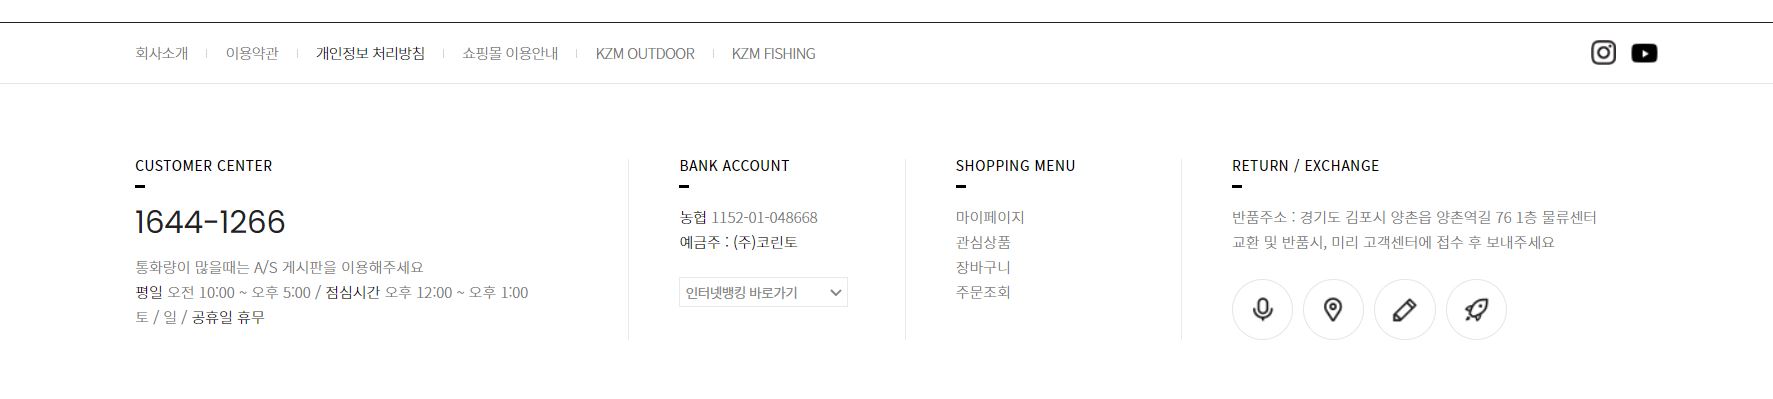 회사소개 이용약관 개인정보 처리방침 쇼핑몰 이용안내 KZM OUTDOOR KZM FISHING
CUSTOMER CENTER
1644-1266
통화량이 많을때는 A/S 게시판을 이용해주세요
평일 오전 10:00 ~ 오후 5:00 / 점심시간 오후 12:00 ~ 오후 1:00
토 / 일 / 공휴일 휴무
BANK ACCOUNT
농협 1152-01-048668
예금주 : (주)코린토
인터넷뱅킹 바로가기
SHOPPING MENU
마이페이지
관심상품
장바구니
주문조회
RETURN / EXCHANGE
반품주소 : 경기도 김포시 양촌읍 양촌역길 76 1층 물류센터
교환 및 반품시, 미리 고객센터에 접수 후 보내주세요